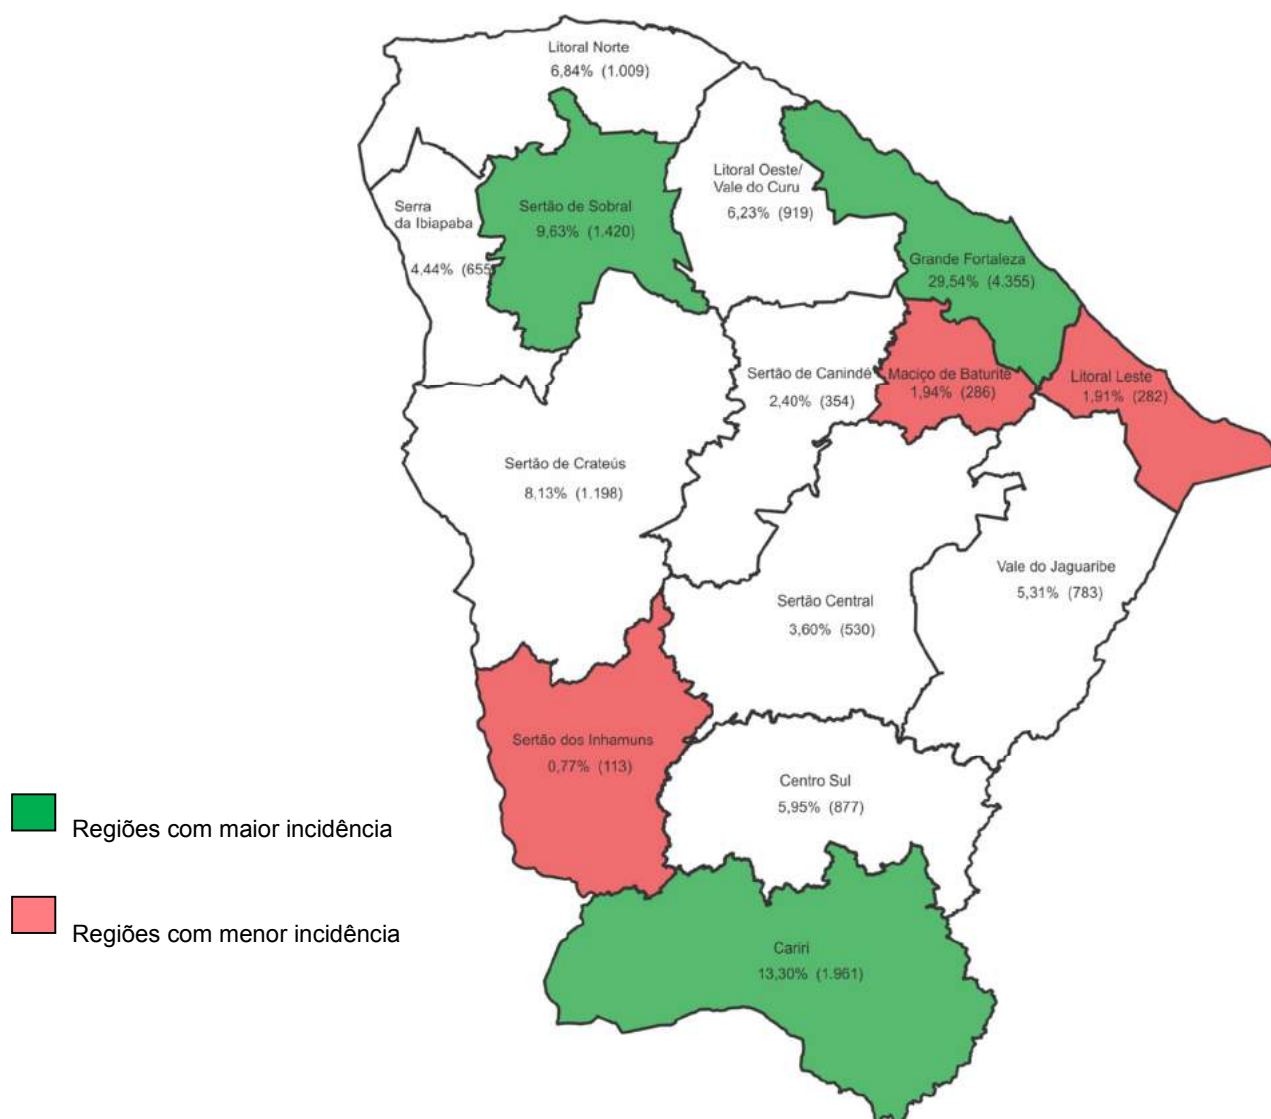 Litoral Norte
6,84% (1.009)
Litoral Oeste/
Vale do Curu
6,23% (919)
Serra
da Ibiapaba
4,44% (655
Sertão de Sobral
9,63% (1.420)
Grande Fortaleza
29,54% (4.355)
Sertão de Canindé
2,40% (354)
Maciço de Baturité
1,94% (286)
Litoral Leste
1,91% (282)
Sertão de Crateús
8,13% (1.198)
Vale do Jaguaribe
5,31% (783)
Sertão Central
3,60% (530)
Sertão dos Inhamuns
0,77% (113)
Centro Sul
5,95% (877)
Cariri
13,30% (1.961)
Regiões com maior incidência
Regiões com menor incidência